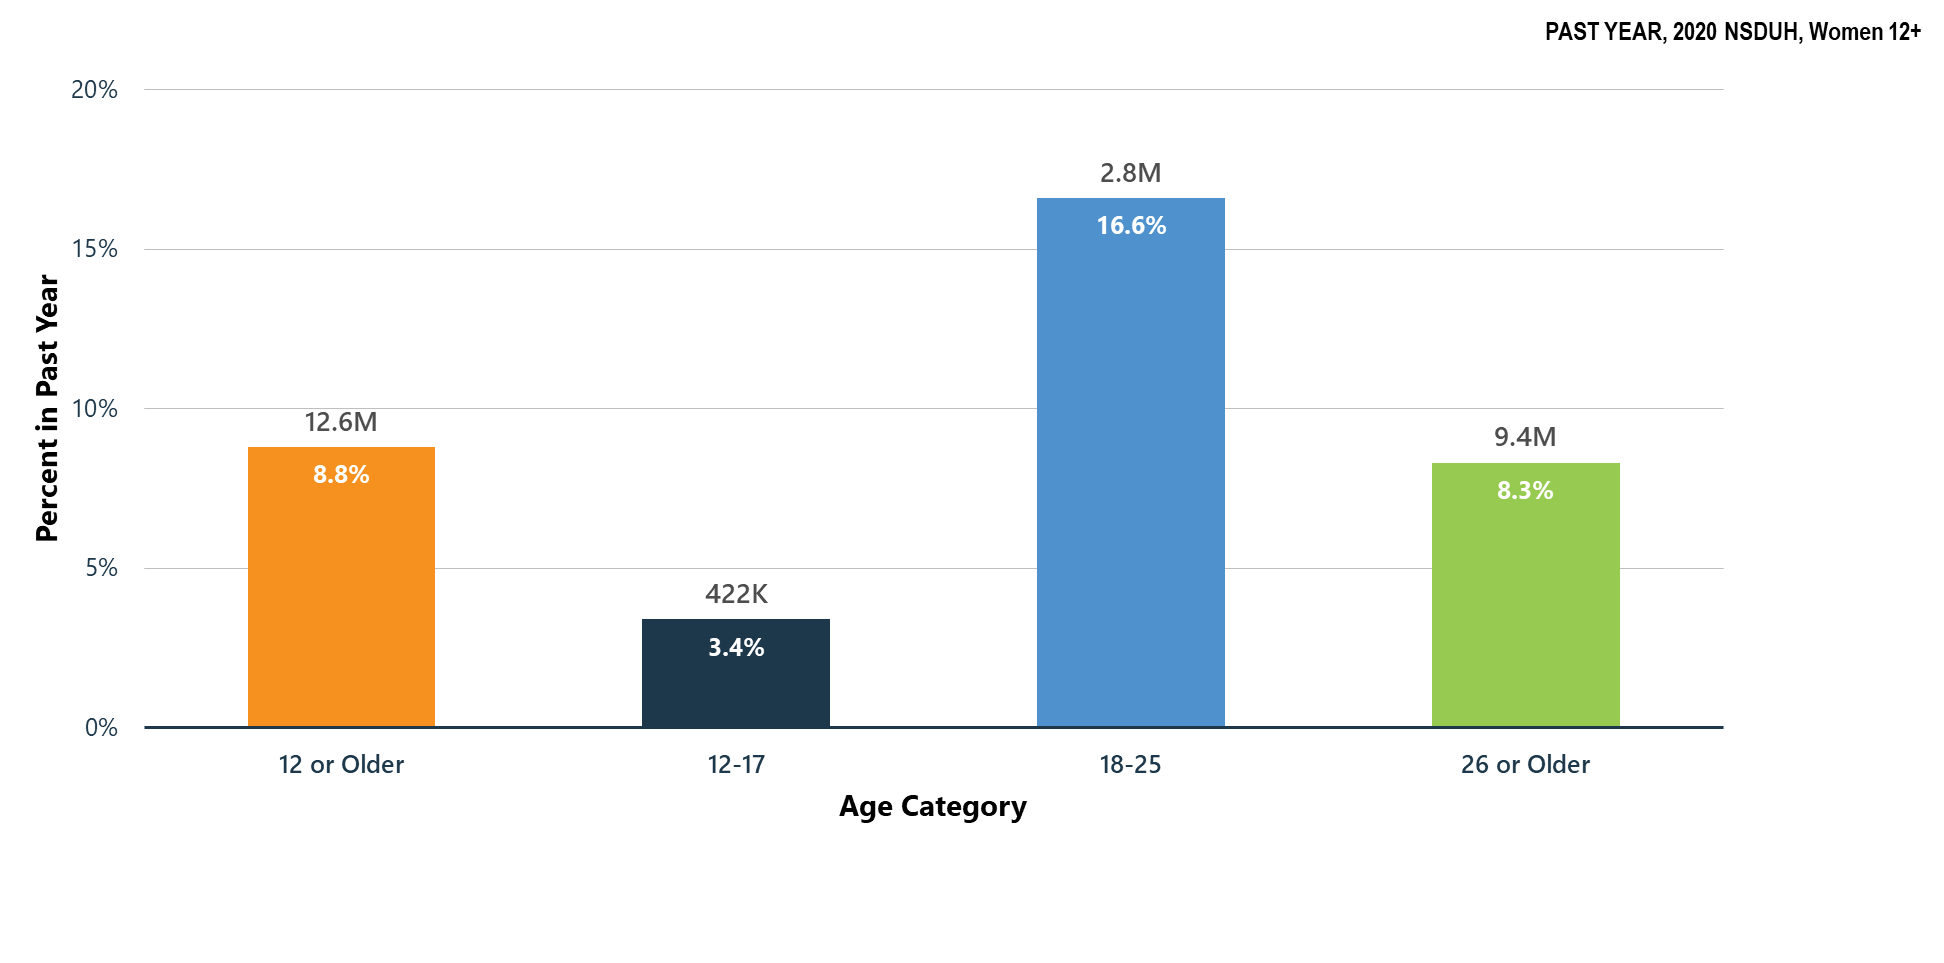 PAST YEAR, 2020 NSDUH, Women 12+
20%
15%
10%
5%
0%
Percent in Past Year
12.6M
8.8%
422K
3.4%
2.8M
16.6%
9.4M
8.3%
12 or Older
12-17
18-25
26 or Older
Age Category